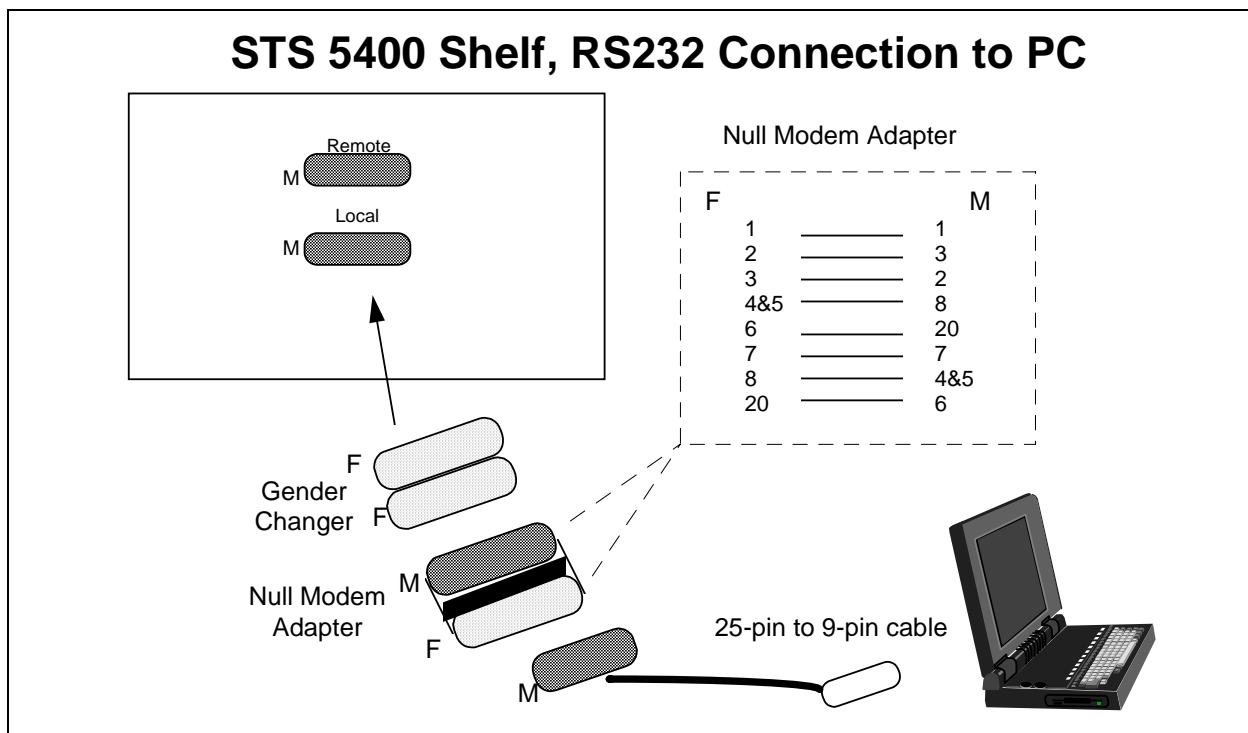 STS 5400 Shelf, RS232 Connection to PC
Remote
M
Local
M
Null Modem Adapter
F M
1 1
2 3
3 2
4&5 8
6 20
7 7
8 4&5
20 6
F
Gender
Changer
F
M
Null Modem
Adapter
F
25-pin to 9-pin cable
M